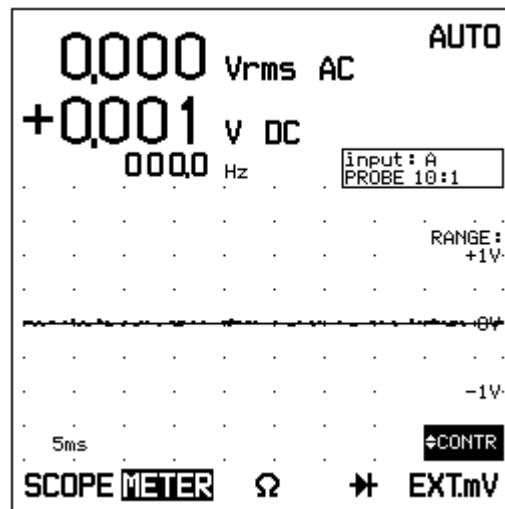 AUTO
0,000 Vrms AC
+0,001 V DC
000,0 Hz
input: A
PROBE 10:1
RANGE:
+1V
0V
-1V
5ms
CONTR
SCOPE METER Ω EXT.mV